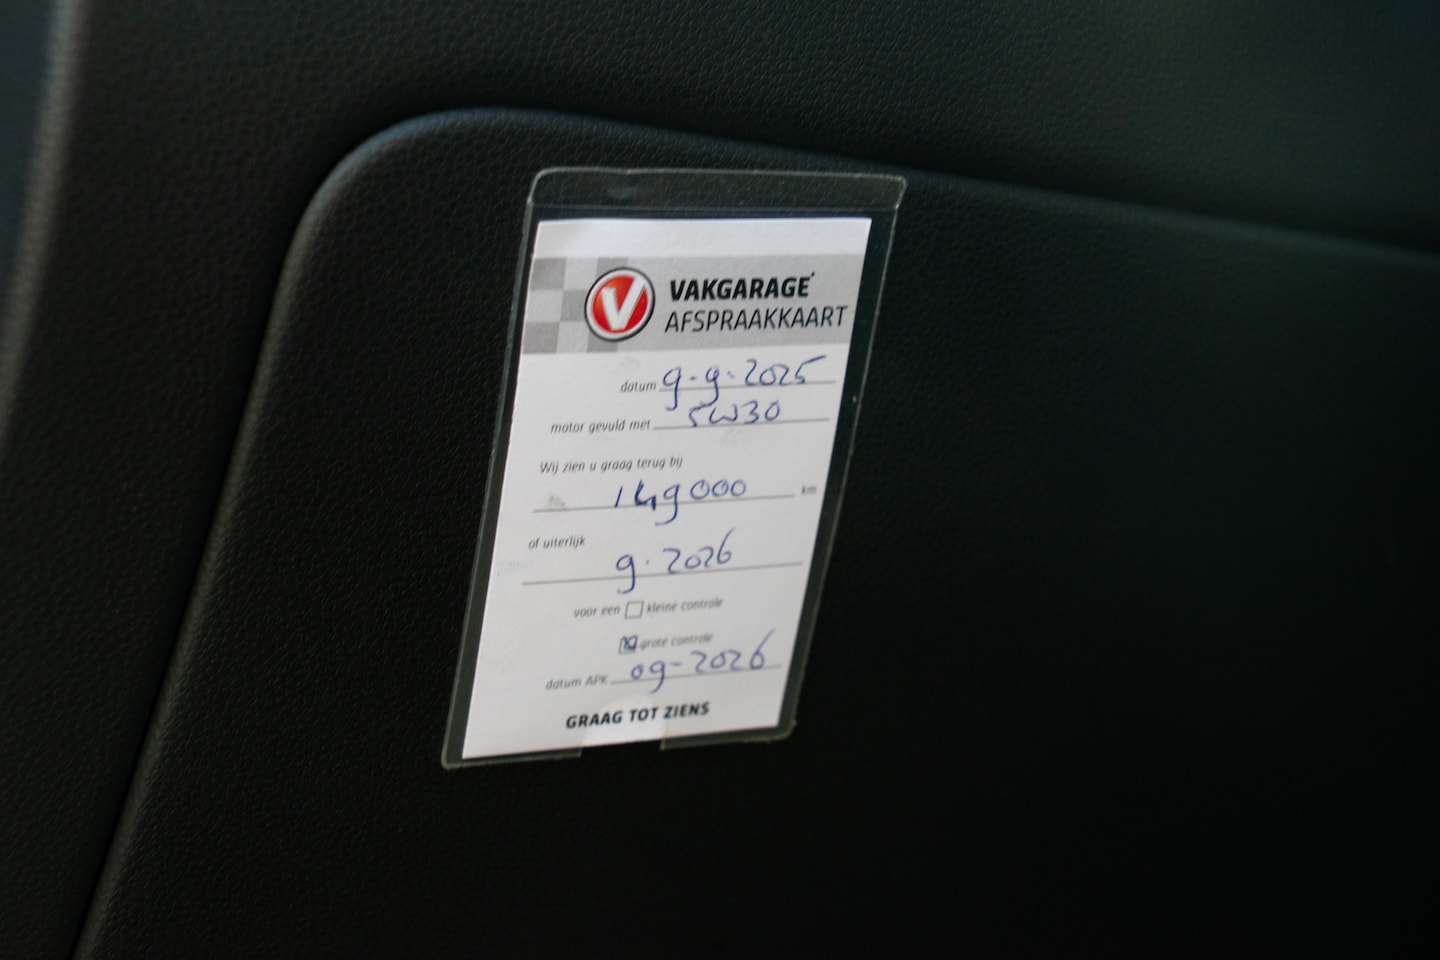 V
VAKGARAGE
AFSPRAAKKAART
datum 9-9-2025
motor gevuld met 5W30
Wij zien u graag terug bij
149000 km
of uiterlijk
9-2026
voor een kleine controle
grote controle
datum APK 09-2026
GRAAG TOT ZIENS